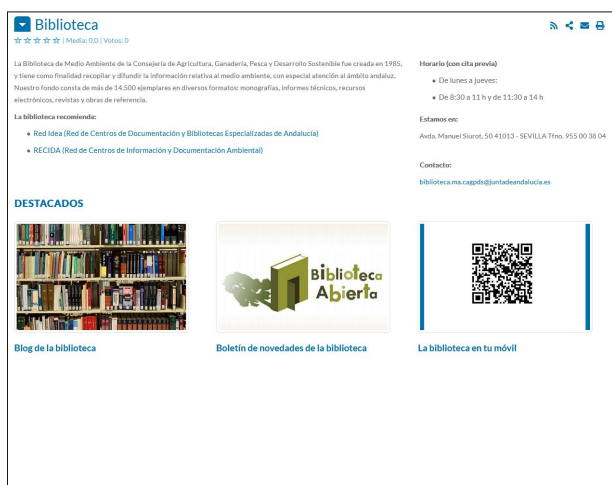 Biblioteca
| Media: 0,0 | Votos: 0
La Biblioteca de Medio Ambiente de la Consejería de Agricultura, Ganadería, Pesca y Desarrollo Sostenible fue creada en 1985,
y tiene como finalidad recopilar y difundir la información relativa al medio ambiente, con especial atención al ámbito andaluz.
Nuestro fondo consta de más de 14.500 ejemplares en diversos formatos: monografías, informes técnicos, recursos
electrónicos, revistas y obras de referencia.
La biblioteca recomienda:
Red Idea (Red de Centros de Documentación y Bibliotecas Especializadas de Andalucía)
RECIDA (Red de Centros de Información y Documentación Ambiental)
Horario (con cita previa)
De lunes a jueves:
De 8:30 a 11 h y de 11:30 a 14 h
Estamos en:
Avda. Manuel Siurot, 50 41013 - SEVILLA Tfno. 955 00 38 04
Contacto:
biblioteca.ma.cagpds@juntadeandalucia.es
DESTACADOS
Biblioteca
Abierta
Blog de la biblioteca
Boletín de novedades de la biblioteca
La biblioteca en tu móvil